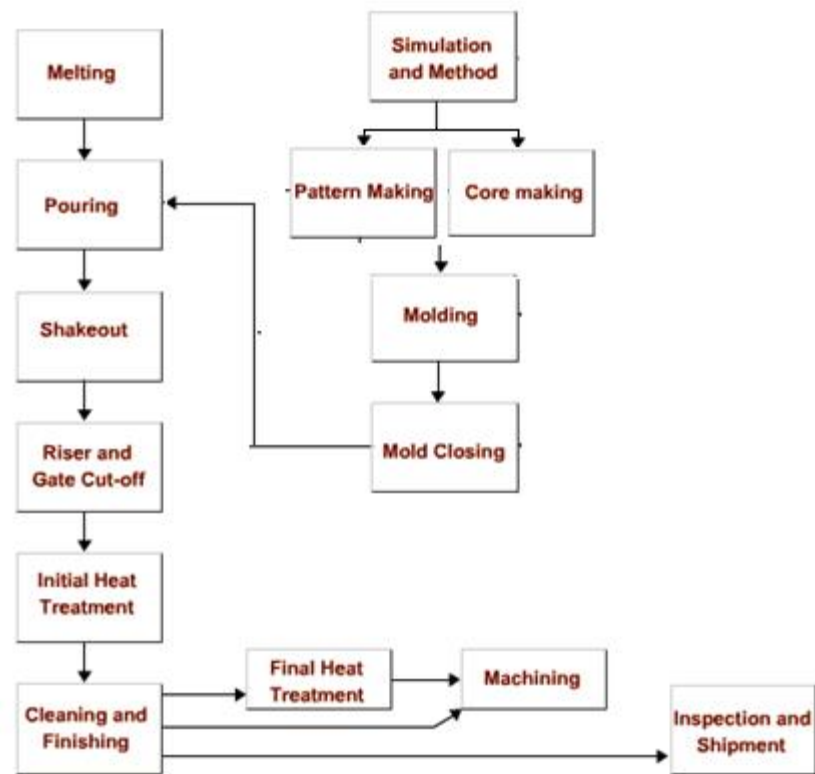 Melting
Simulation
and Method
Pattern Making
Core making
Pouring
Molding
Shakeout
Mold Closing
Riser and
Gate Cut-off
Initial Heat
Treatment
Final Heat
Treatment
Machining
Cleaning and
Finishing
Inspection and
Shipment